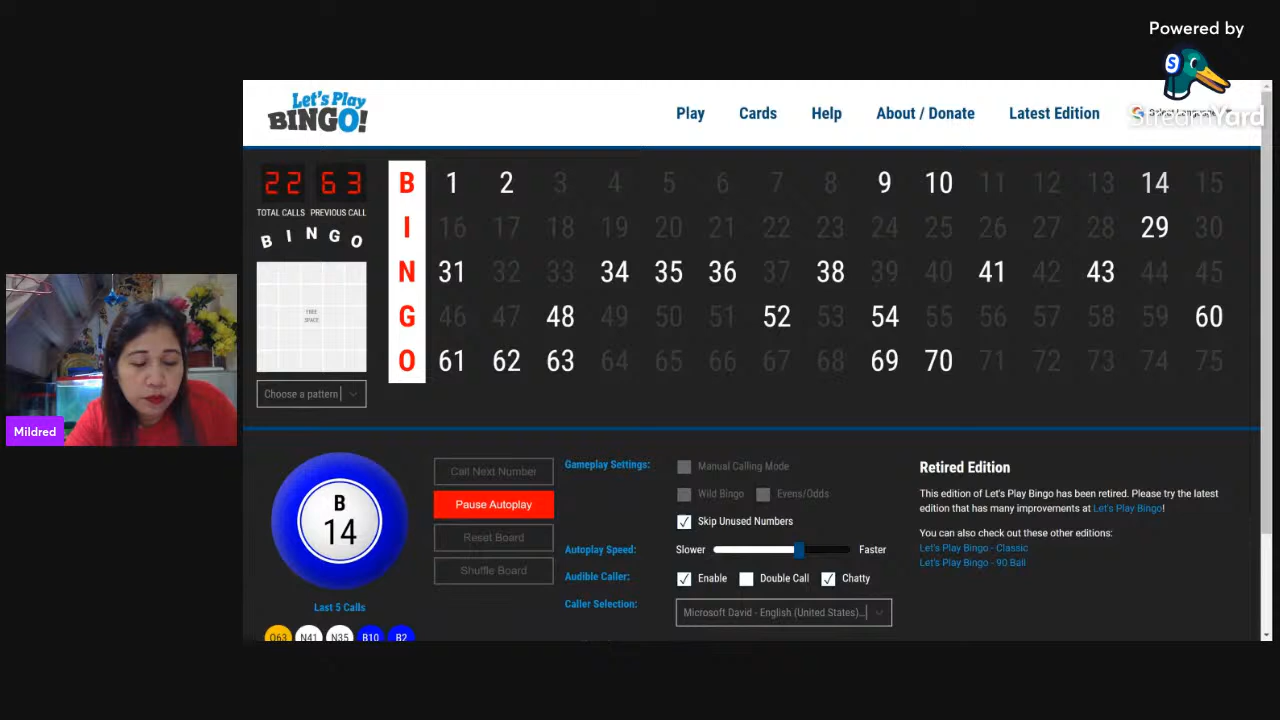 Powered by
S
StreamYard
Let's Play
BINGO!
Play Cards Help About / Donate Latest Edition Select Language
22 63
TOTAL CALLS PREVIOUS CALL
BINGO
FREE
SPACE
Choose a pattern
B 1 2 3 4 5 6 7 8 9 10 11 12 13 14 15
I 16 17 18 19 20 21 22 23 24 25 26 27 28 29 30
N 31 32 33 34 35 36 37 38 39 40 41 42 43 44 45
G 46 47 48 49 50 51 52 53 54 55 56 57 58 59 60
O 61 62 63 64 65 66 67 68 69 70 71 72 73 74 75
Mildred
B
14
Last 5 Calls
O63 N41 N35 B10 B2
Call Next Number
Pause Autoplay
Reset Board
Shuffle Board
Gameplay Settings:
Manual Calling Mode
Wild Bingo Evens/Odds
Skip Unused Numbers
Autoplay Speed: Slower Faster
Audible Caller: Enable Double Call Chatty
Caller Selection: Microsoft David - English (United States)...
Retired Edition
This edition of Let's Play Bingo has been retired. Please try the latest
edition that has many improvements at Let's Play Bingo!
You can also check out these other editions:
Let's Play Bingo - Classic
Let's Play Bingo - 90 Ball